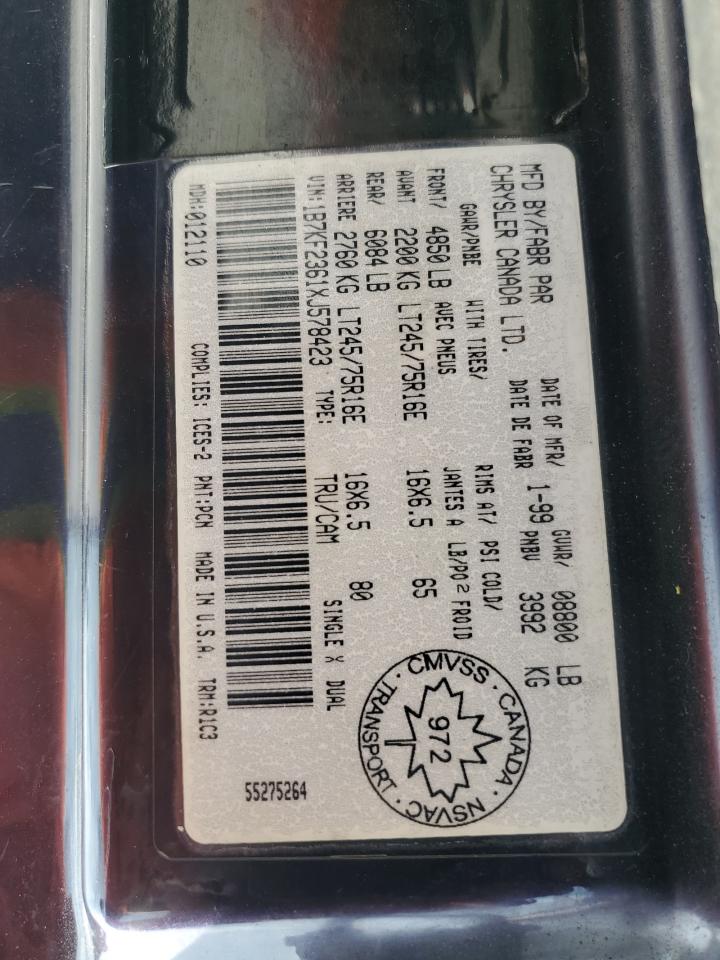 MFD BY/FABR PAR
CHRYSLER CANADA LTD.
DATE OF MFR/ GVWR/ 08800 LB
DATE DE FABR 1-99 PNBV 3992 KG
GAWR/PNBE WITH TIRES/ RIMS AT/ PSI COLD/
AVEC PNEUS JANTES A LB/PO2 FROID
FRONT/ 4850 LB
AVANT 2200 KG LT245/75R16E 16X6.5 65
REAR/ 6084 LB
ARRIERE 2760 KG LT245/75R16E 16X6.5 80
VIN:1B7KF2361XJ578423 TYPE: TRU/CAM SINGLE X DUAL
MDH:012110
COMPLIES: ICES-2 PNT:PCH MADE IN U.S.A. TRM:R1C3
55275264
CMVSS · CANADA · NSVAC · TRANSPORT ·
972